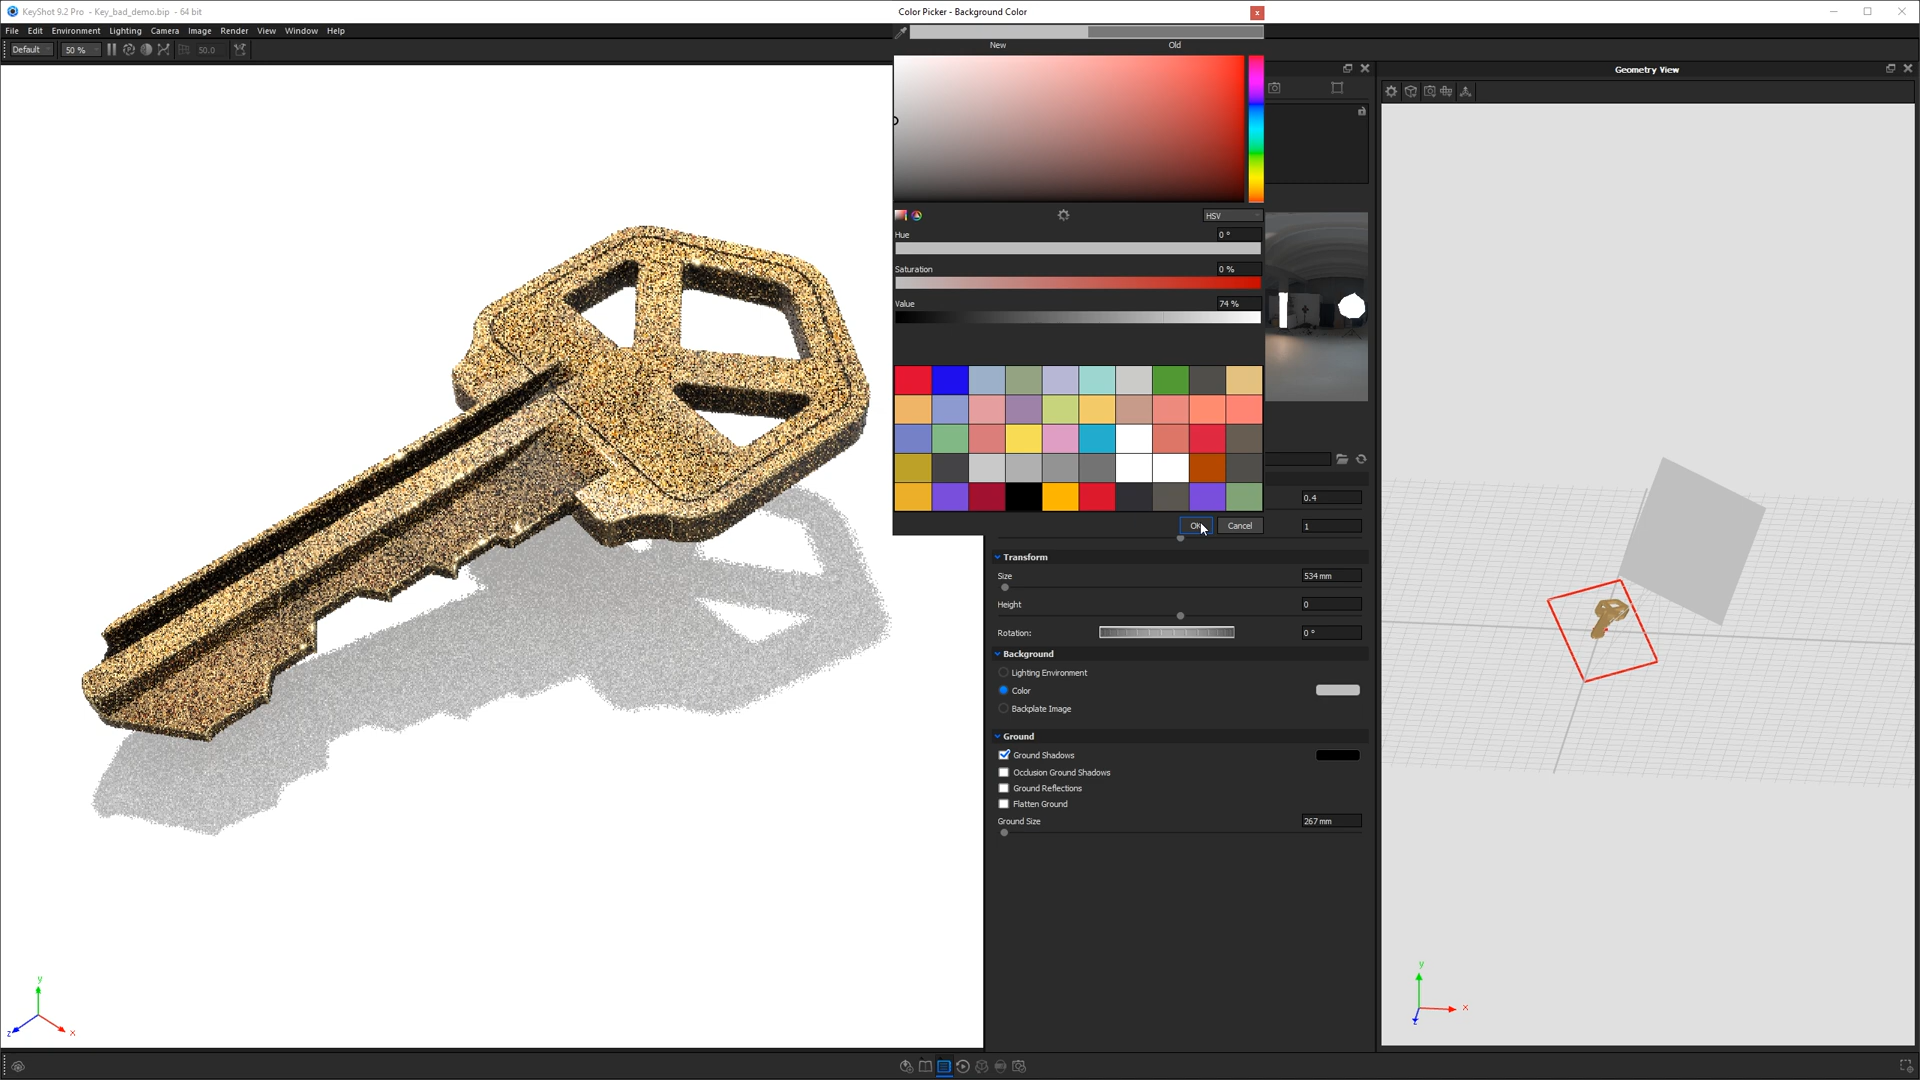 KeyShot 9.2 Pro - Key_bad_demo.bip - 64 bit
Color Picker - Background Color
x
File Edit Environment Lighting Camera Image Render View Window Help
Default 50 % 50.0
New Old
Geometry View
HSV
Hue 0 °
Saturation 0 %
Value 74 %
0.4
OK Cancel
1
Transform
Size 534 mm
Height 0
Rotation: 0 °
Background
Lighting Environment
Color
Backplate Image
Ground
Ground Shadows
Occlusion Ground Shadows
Ground Reflections
Flatten Ground
Ground Size 267 mm
y
z
x
y
x
z